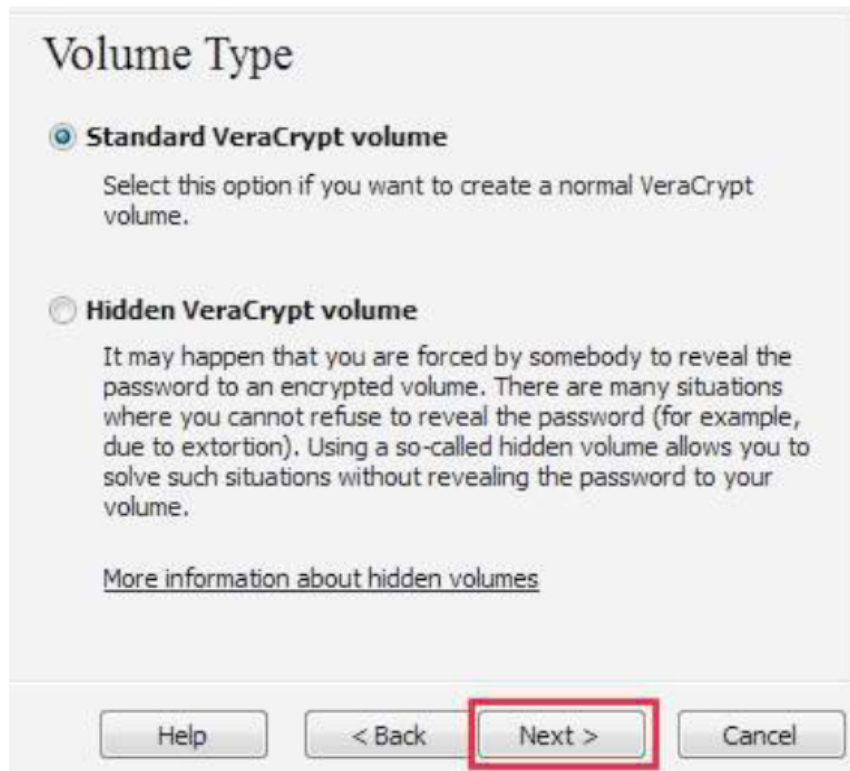 Volume Type
Standard VeraCrypt volume
Select this option if you want to create a normal VeraCrypt
volume.
Hidden VeraCrypt volume
It may happen that you are forced by somebody to reveal the
password to an encrypted volume. There are many situations
where you cannot refuse to reveal the password (for example,
due to extortion). Using a so-called hidden volume allows you to
solve such situations without revealing the password to your
volume.
More information about hidden volumes
Help < Back Next > Cancel